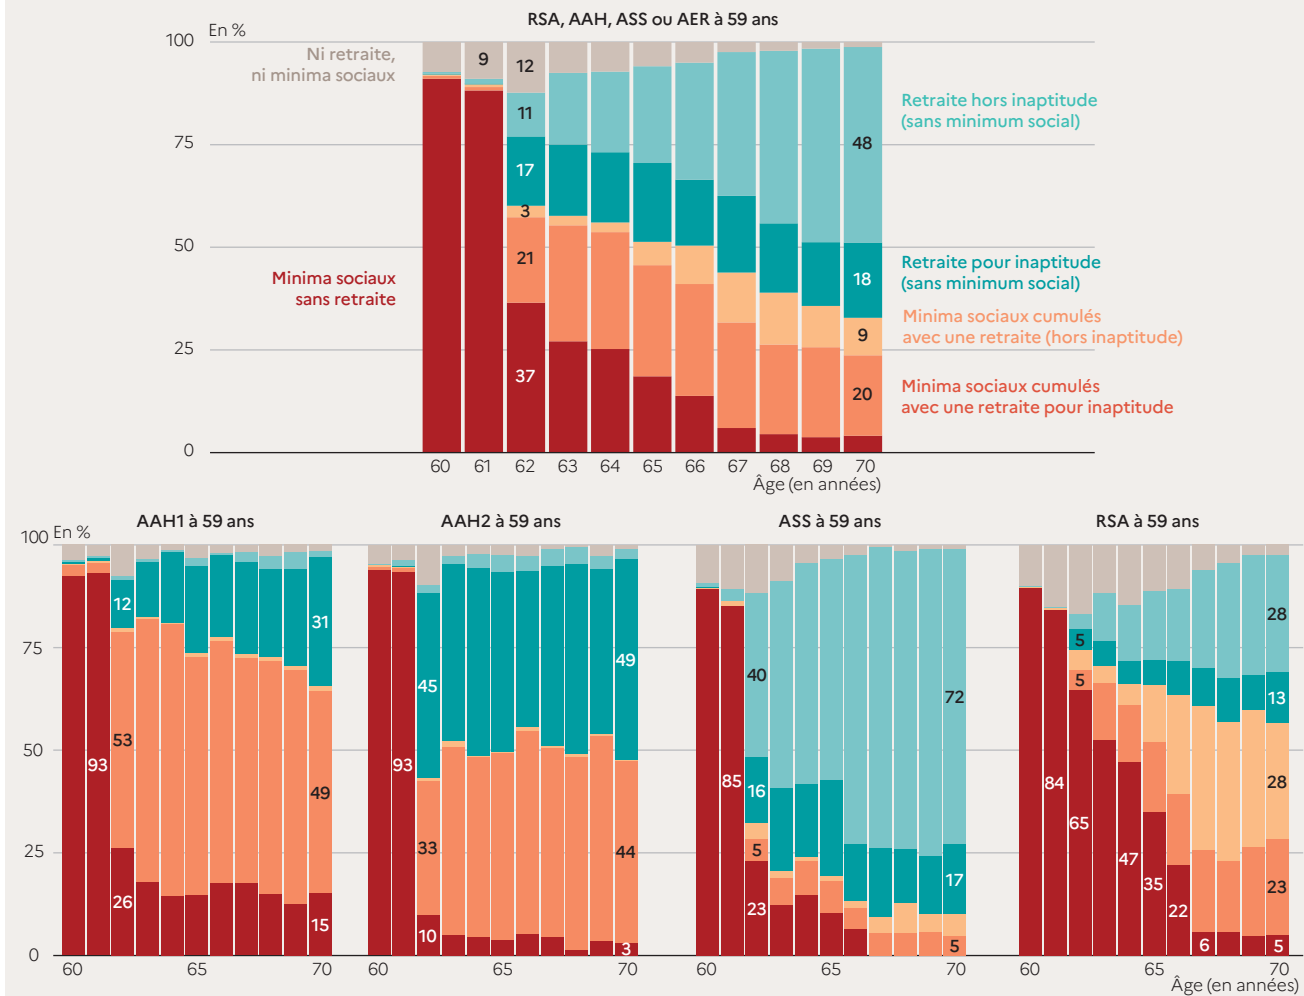 RSA, AAH, ASS ou AER à 59 ans
En %
100
75
50
25
0
Ni retraite,
ni minima sociaux
Minima sociaux
sans retraite
9
12
11
17
3
21
37
48
18
9
20
Retraite hors inaptitude
(sans minimum social)
Retraite pour inaptitude
(sans minimum social)
Minima sociaux cumulés
avec une retraite (hors inaptitude)
Minima sociaux cumulés
avec une retraite pour inaptitude
60 61 62 63 64 65 66 67 68 69 70
Âge (en années)
AAH1 à 59 ans
AAH2 à 59 ans
ASS à 59 ans
RSA à 59 ans
En %
100
75
50
25
0
93
12
53
26
31
49
15
60 65 70
93
45
33
10
49
44
3
60 65 70
85
40
16
5
23
72
17
5
60 65 70
84
5
5
65
47
35
22
6
28
13
28
23
5
60 65 70
Âge (en années)